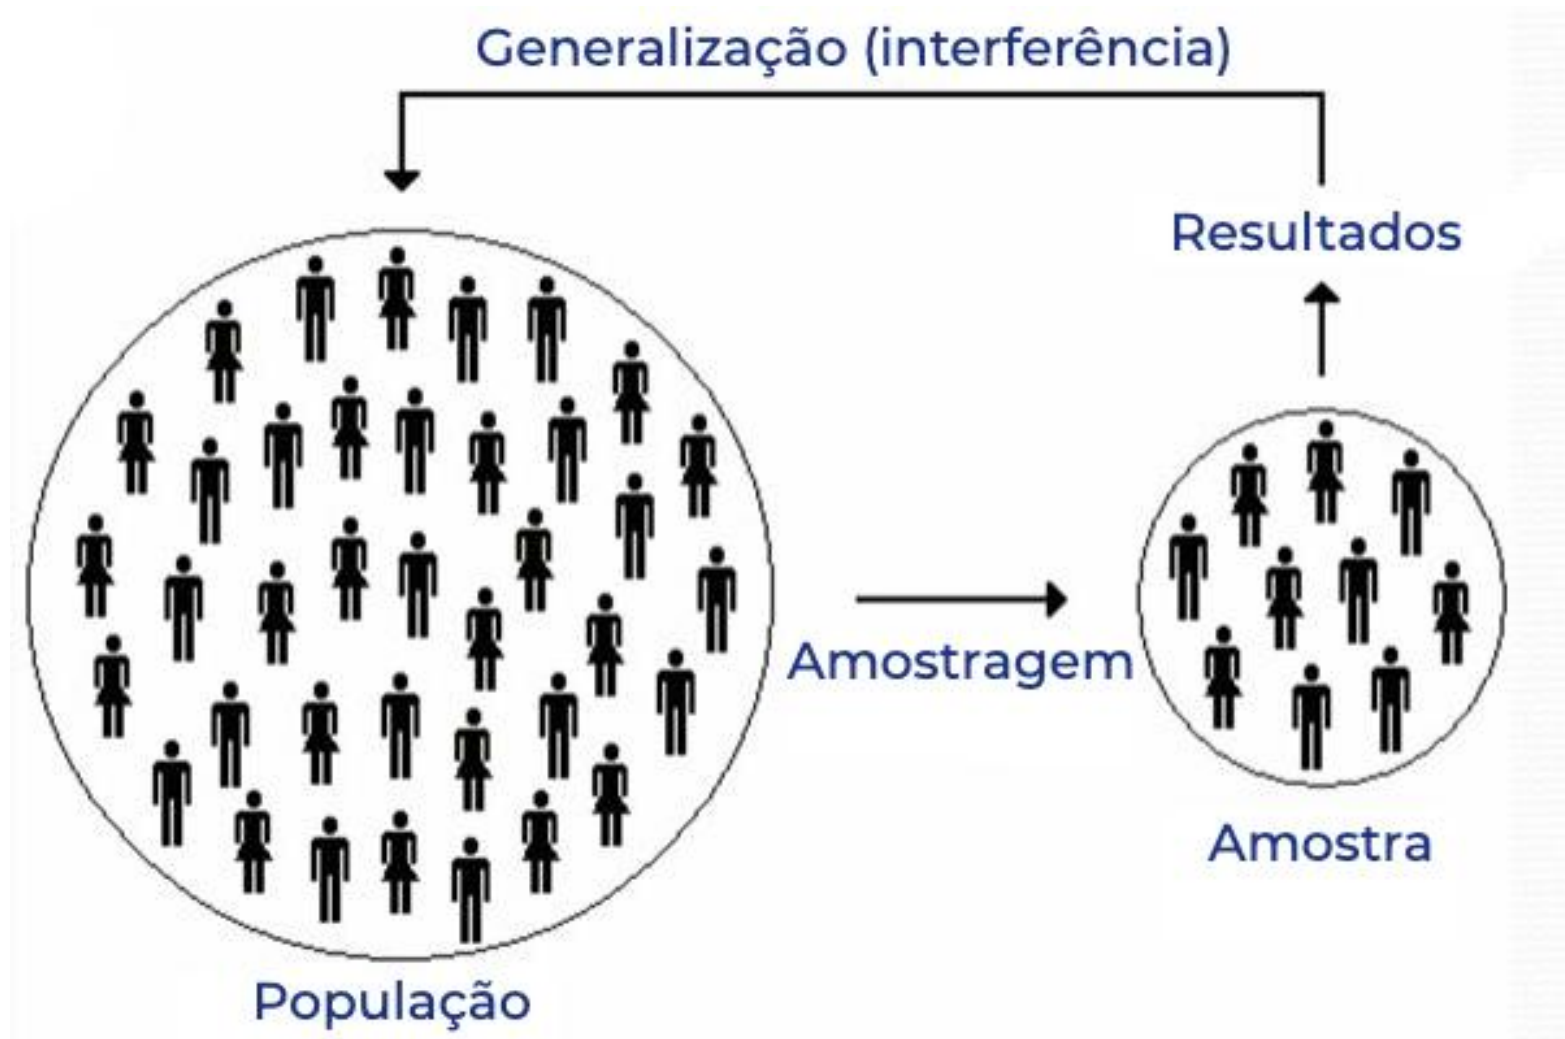 Generalização (interferência)
Resultados
Amostragem
Amostra
População